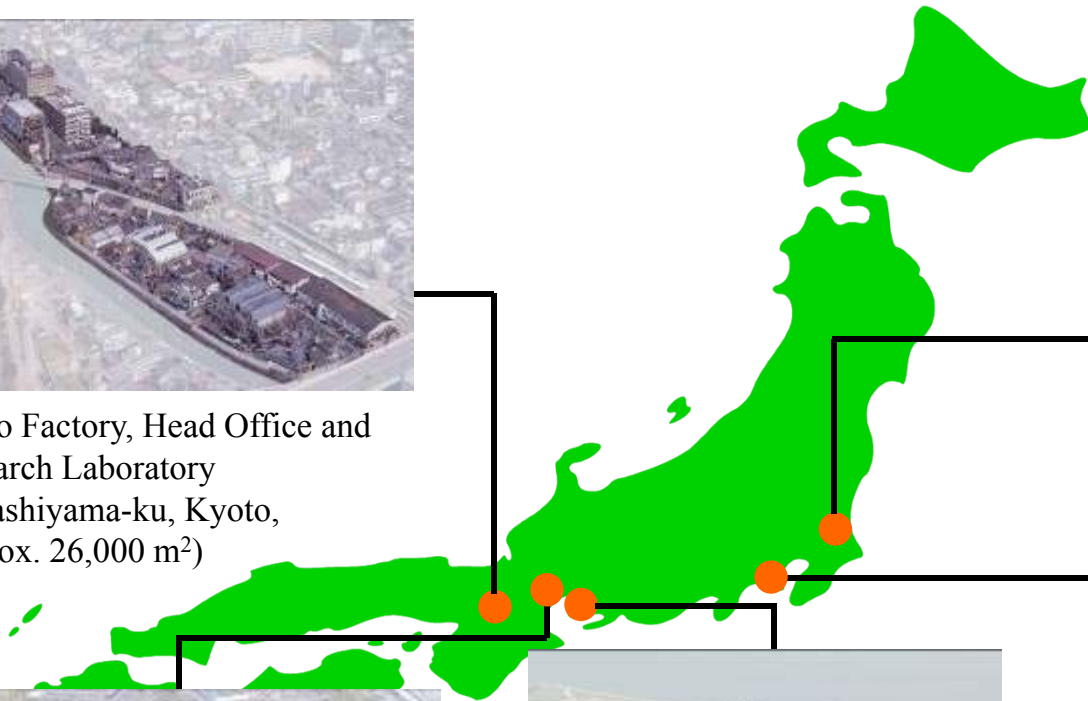 o Factory, Head Office and
arch Laboratory
ashiyama-ku, Kyoto,
ox. 26,000 m²)